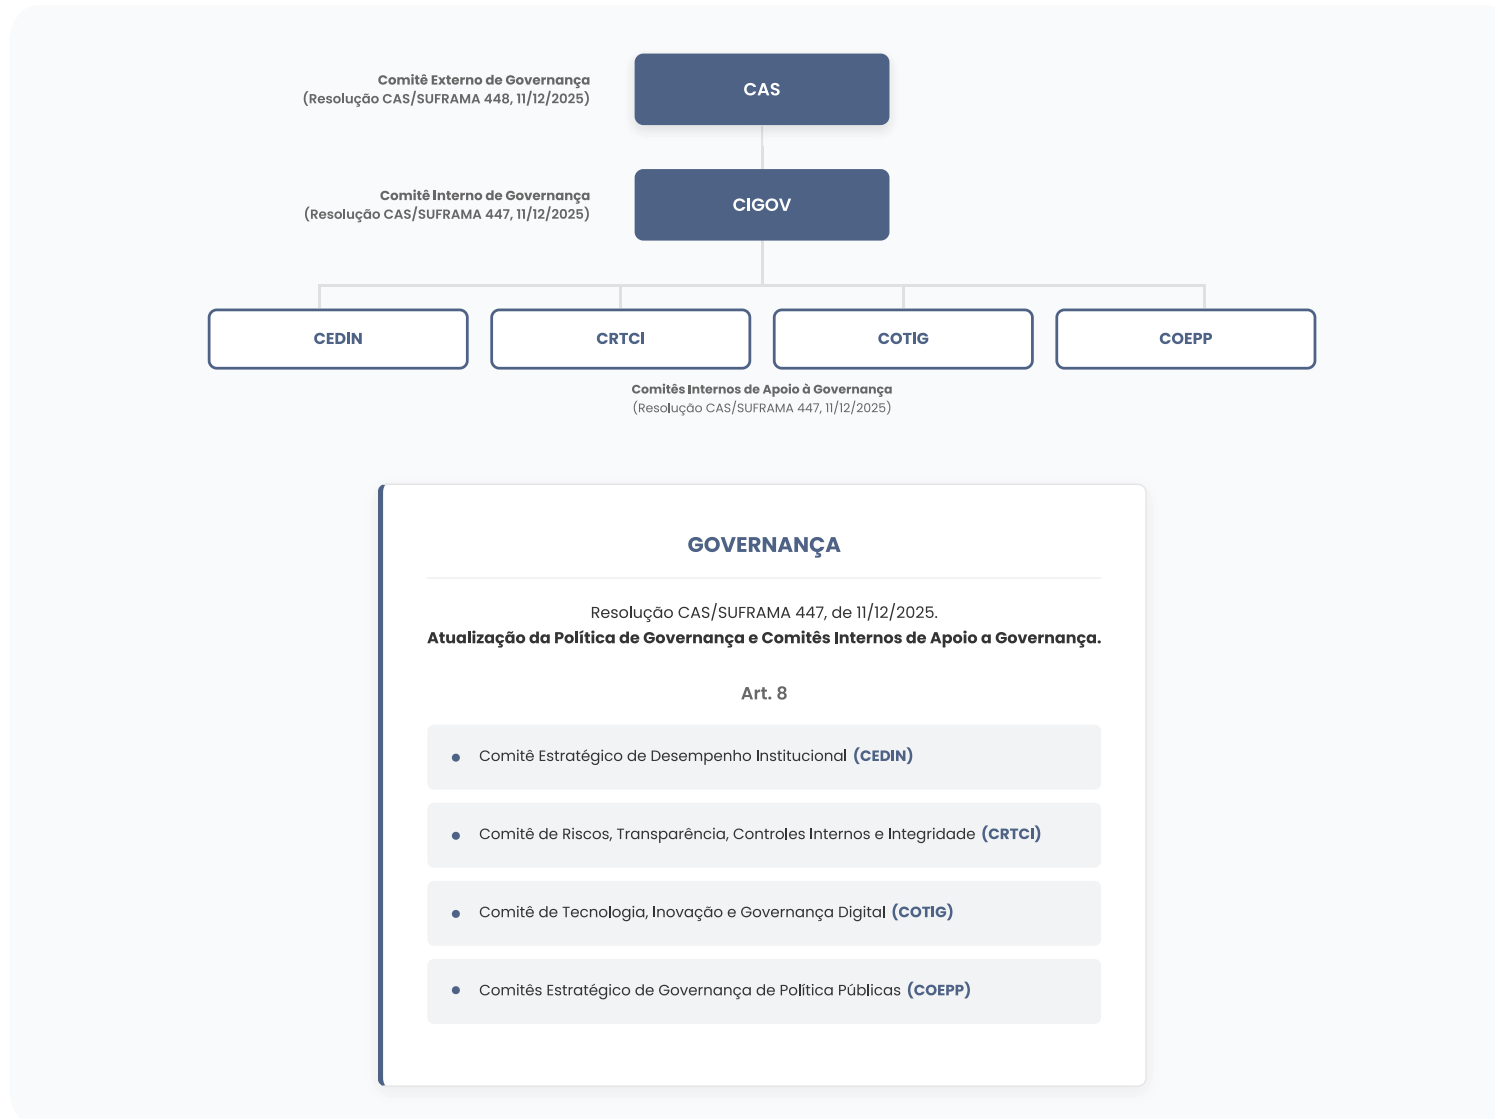 Comitê Externo de Governança
(Resolução CAS/SUFRAMA 448, 11/12/2025)
CAS
Comitê Interno de Governança
(Resolução CAS/SUFRAMA 447, 11/12/2025)
CIGOV
CEDIN
CRTCI
COTIG
COEPP
Comitês Internos de Apoio à Governança
(Resolução CAS/SUFRAMA 447, 11/12/2025)
GOVERNANÇA
Resolução CAS/SUFRAMA 447, de 11/12/2025.
Atualização da Política de Governança e Comitês Internos de Apoio a Governança.
Art. 8
Comitê Estratégico de Desempenho Institucional (CEDIN)
Comitê de Riscos, Transparência, Controles Internos e Integridade (CRTCI)
Comitê de Tecnologia, Inovação e Governança Digital (COTIG)
Comitês Estratégico de Governança de Política Públicas (COEPP)